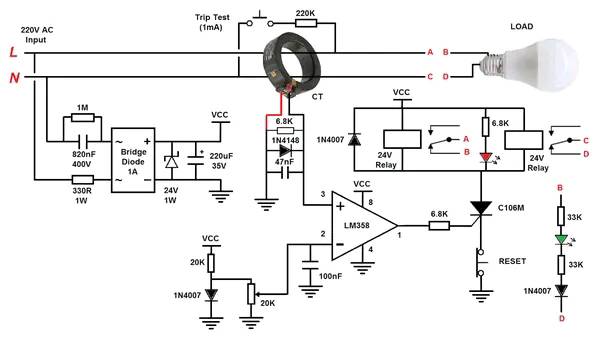 Trip Test
(1mA)
220K
220V AC
Input
LOAD
L
A
B
N
C
D
CT
1M
VCC
820nF
400V
Bridge
Diode
1A
~
~
+
-
+
220uF
35V
330R
1W
24V
1W
6.8K
1N4148
47nF
VCC
1N4007
24V
Relay
A
B
6.8K
24V
Relay
C
D
VCC
3
+
8
LM358
2
-
4
1
6.8K
C106M
RESET
100nF
VCC
20K
1N4007
20K
B
33K
33K
1N4007
D